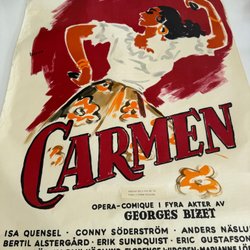 CARMEN
OPERA-COMIQUE I FYRA AKTER AV
GEORGES BIZET
ISA QUENSEL - CONNY SÖDERSTRÖM - ANDERS NÄSLU
BERTIL ALSTERGÅRD - ERIK SUNDQUIST - ERIC GUSTAFSO